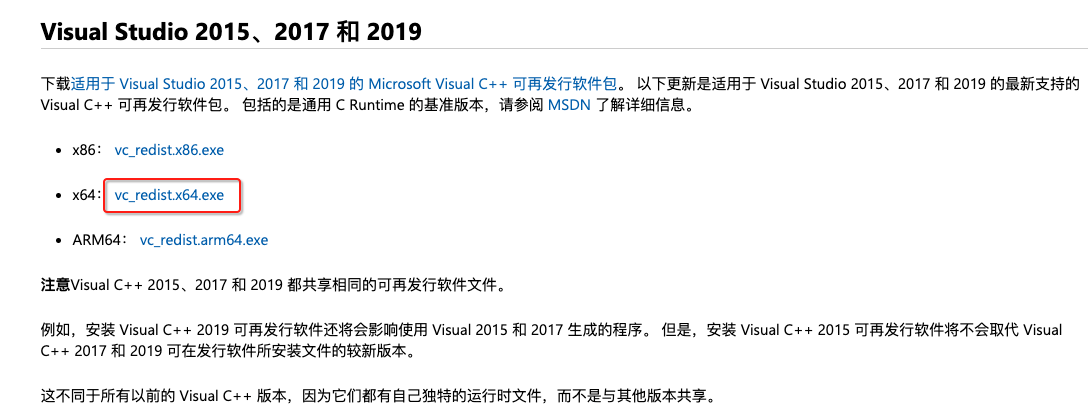 Visual Studio 2015、2017 和 2019
下载适用于 Visual Studio 2015、2017 和 2019 的 Microsoft Visual C++ 可再发行软件包。 以下更新是适用于 Visual Studio 2015、2017 和 2019 的最新支持的
Visual C++ 可再发行软件包。 包括的是通用 C Runtime 的基准版本，请参阅 MSDN 了解详细信息。
• x86： vc_redist.x86.exe
• x64： vc_redist.x64.exe
• ARM64： vc_redist.arm64.exe
注意Visual C++ 2015、2017 和 2019 都共享相同的可再发行软件文件。
例如，安装 Visual C++ 2019 可再发行软件还将会影响使用 Visual 2015 和 2017 生成的程序。 但是，安装 Visual C++ 2015 可再发行软件将不会取代 Visual
C++ 2017 和 2019 可在发行软件所安装文件的较新版本。
这不同于所有以前的 Visual C++ 版本，因为它们都有自己独特的运行时文件，而不是与其他版本共享。